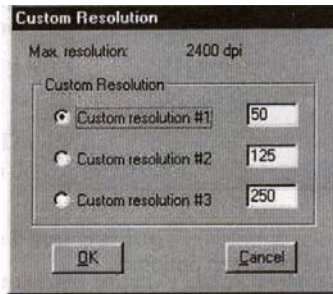 Custom Resolution
Max. resolution: 2400 dpi
Custom Resolution
Custom resolution #1 50
Custom resolution #2 125
Custom resolution #3 250
OK Cancel